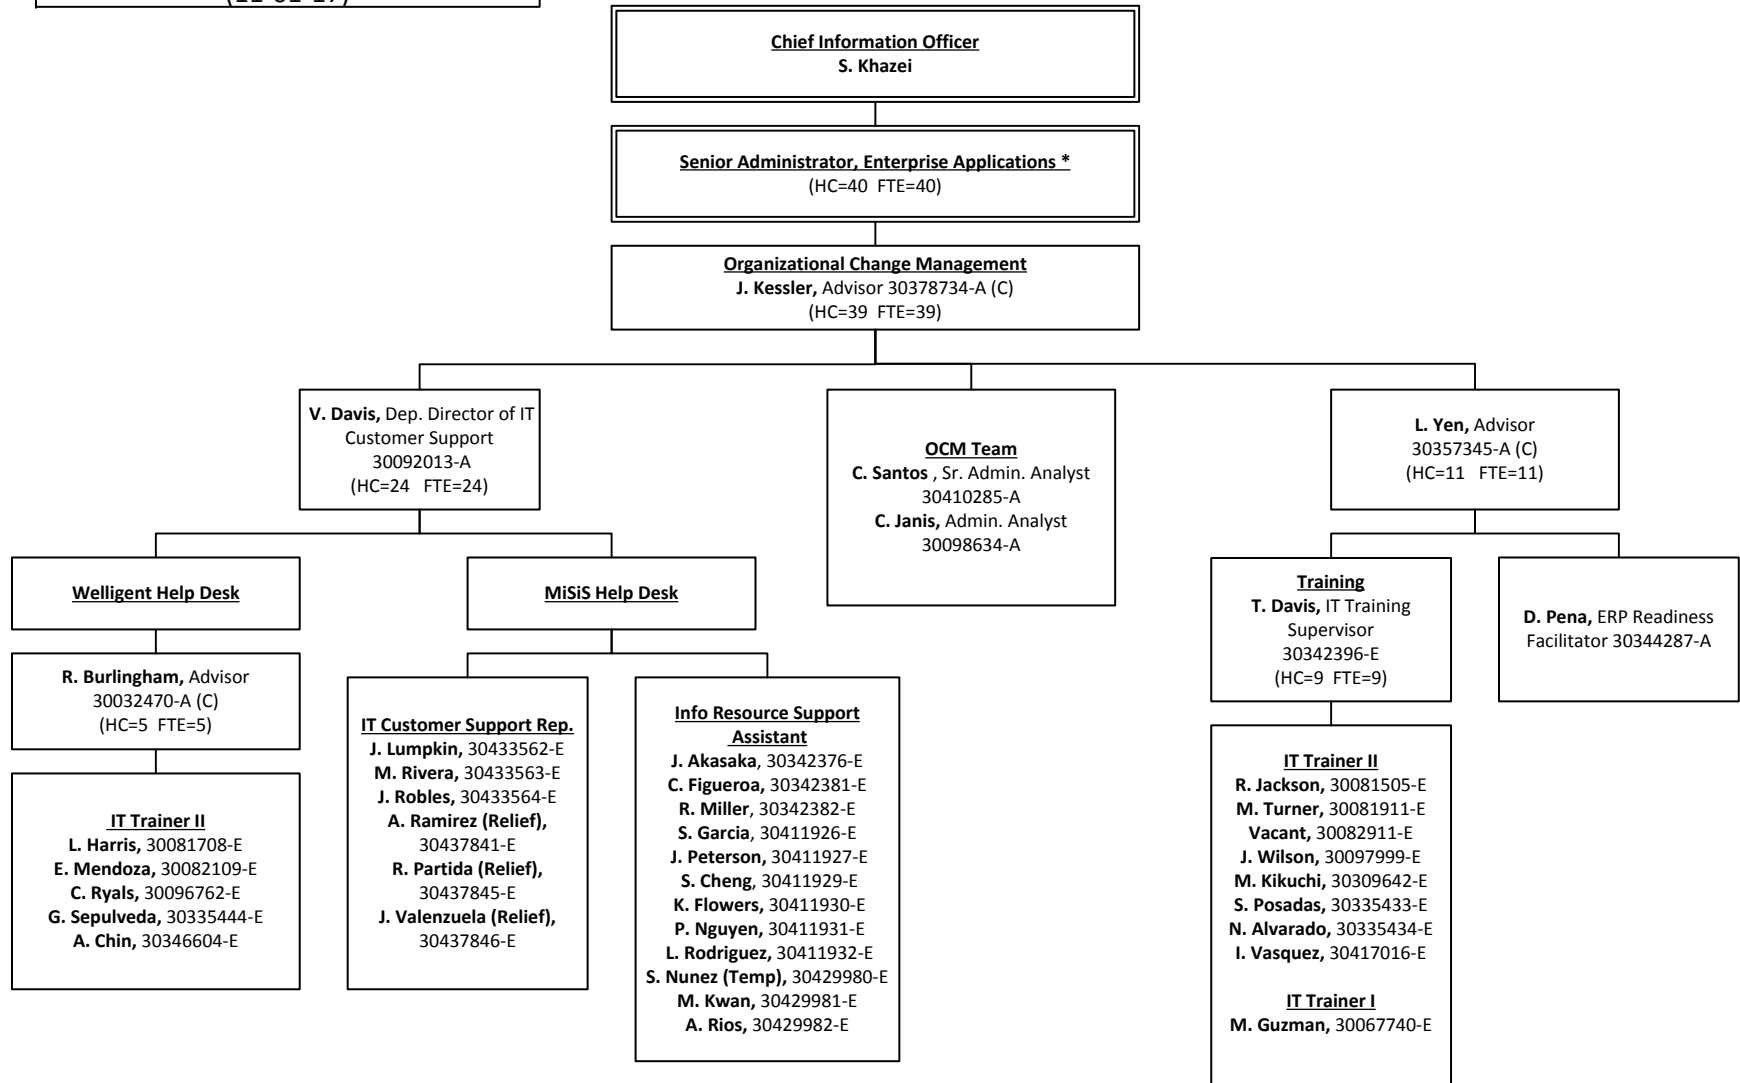 Chief Information Officer
S. Khazei
Senior Administrator, Enterprise Applications *
(HC=40 FTE=40)
Organizational Change Management
J. Kessler, Advisor 30378734-A (C)
(HC=39 FTE=39)
V. Davis, Dep. Director of IT
Customer Support
30092013-A
(HC=24 FTE=24)
OCM Team
C. Santos , Sr. Admin. Analyst
30410285-A
C. Janis, Admin. Analyst
30098634-A
L. Yen, Advisor
30357345-A (C)
(HC=11 FTE=11)
Welligent Help Desk
MiSiS Help Desk
Training
T. Davis, IT Training
Supervisor
30342396-E
(HC=9 FTE=9)
D. Pena, ERP Readiness
Facilitator 30344287-A
R. Burlingham, Advisor
30032470-A (C)
(HC=5 FTE=5)
IT Trainer II
L. Harris, 30081708-E
E. Mendoza, 30082109-E
C. Ryals, 30096762-E
G. Sepulveda, 30335444-E
A. Chin, 30346604-E
IT Customer Support Rep.
J. Lumpkin, 30433562-E
M. Rivera, 30433563-E
J. Robles, 30433564-E
A. Ramirez (Relief),
30437841-E
R. Partida (Relief),
30437845-E
J. Valenzuela (Relief),
30437846-E
Info Resource Support
Assistant
J. Akasaka, 30342376-E
C. Figueroa, 30342381-E
R. Miller, 30342382-E
S. Garcia, 30411926-E
J. Peterson, 30411927-E
S. Cheng, 30411929-E
K. Flowers, 30411930-E
P. Nguyen, 30411931-E
L. Rodriguez, 30411932-E
S. Nunez (Temp), 30429980-E
M. Kwan, 30429981-E
A. Rios, 30429982-E
IT Trainer II
R. Jackson, 30081505-E
M. Turner, 30081911-E
Vacant, 30082911-E
J. Wilson, 30097999-E
M. Kikuchi, 30309642-E
S. Posadas, 30335433-E
N. Alvarado, 30335434-E
I. Vasquez, 30417016-E
IT Trainer I
M. Guzman, 30067740-E